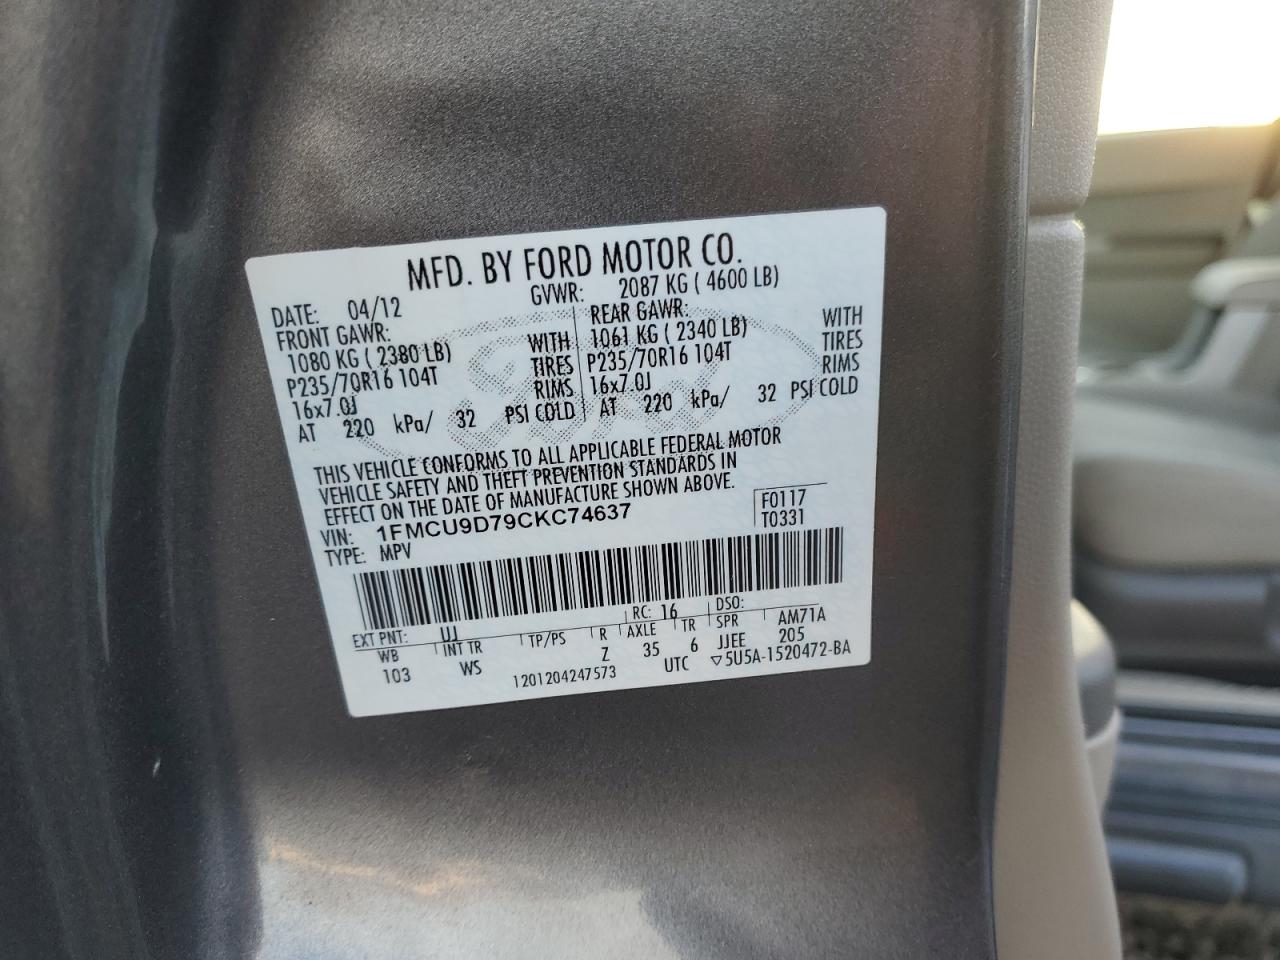 MFD. BY FORD MOTOR CO.
DATE: 04/12 GVWR: 2087 KG ( 4600 LB)
FRONT GAWR: REAR GAWR:
1080 KG ( 2380 LB) WITH 1061 KG ( 2340 LB) WITH
P235/70R16 104T TIRES P235/70R16 104T TIRES
16x7.0J RIMS 16x7.0J RIMS
AT 220 kPa/ 32 PSI COLD AT 220 kPa/ 32 PSI COLD
THIS VEHICLE CONFORMS TO ALL APPLICABLE FEDERAL MOTOR
VEHICLE SAFETY AND THEFT PREVENTION STANDARDS IN
EFFECT ON THE DATE OF MANUFACTURE SHOWN ABOVE.
VIN: 1FMCU9D79CKC74637 F0117
TYPE: MPV T0331
EXT PNT: UJ RC: 16 DSO:
WB INT TR TP/PS R AXLE TR SPR AM71A
103 WS Z 35 6 JJEE 205
1201204247573 UTC ▽5U5A-1520472-BA